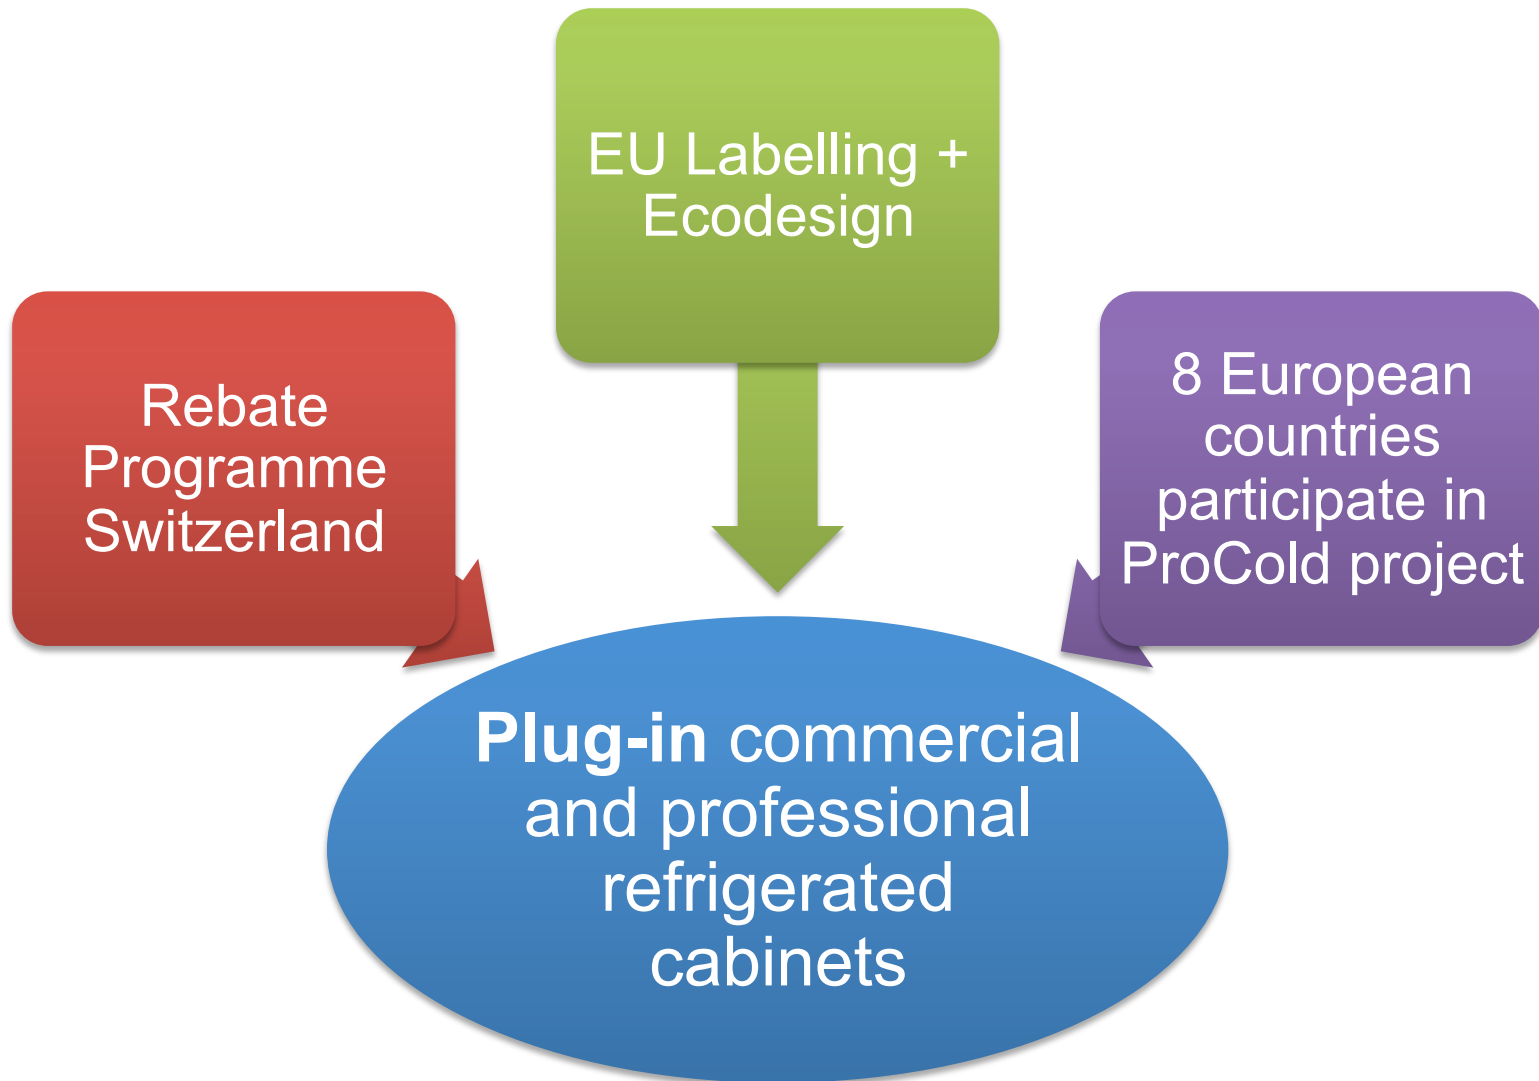 EU Labelling +
Ecodesign
Rebate
Programme
Switzerland
8 European
countries
participate in
ProCold project
Plug-in commercial
and professional
refrigerated
cabinets